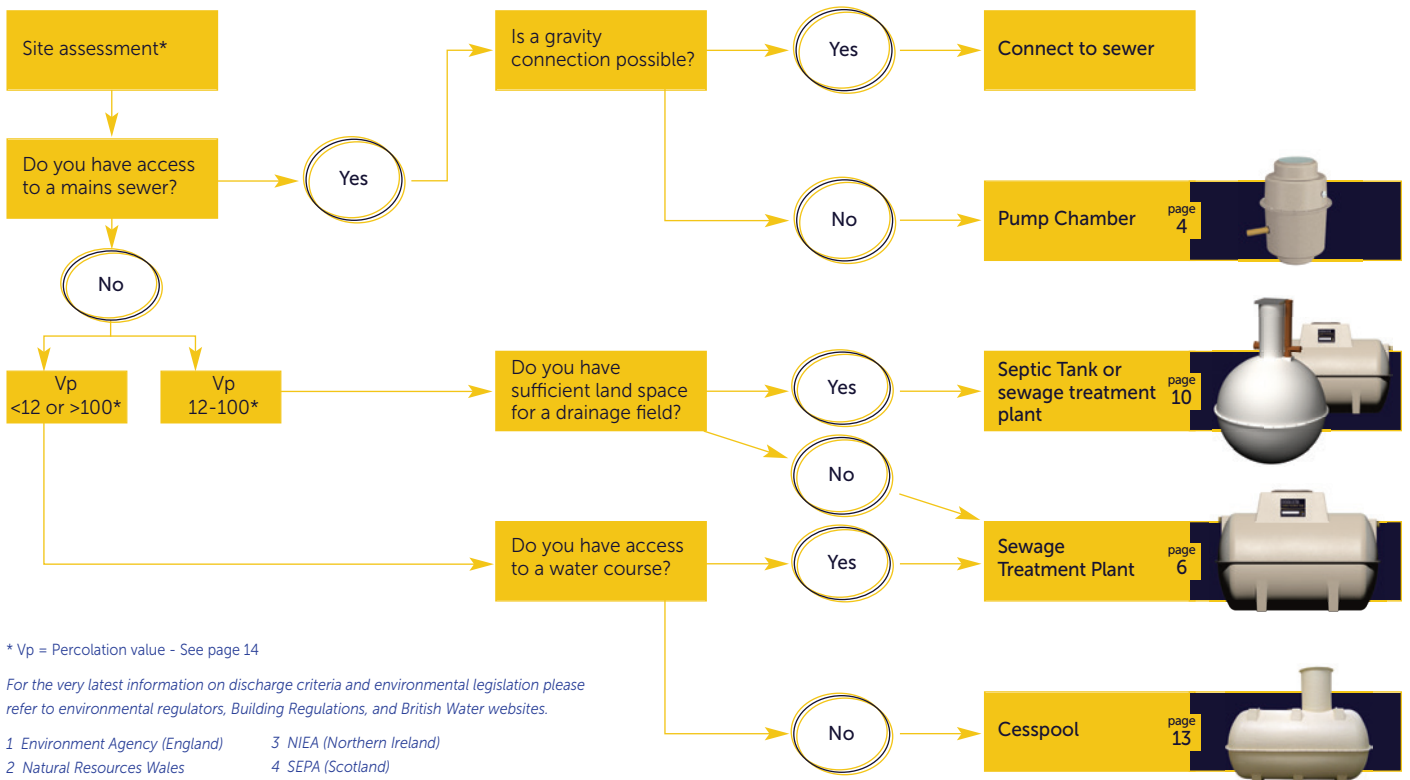 Site assessment*
Is a gravity
connection possible?
Yes
Connect to sewer
Do you have access
to a mains sewer?
Yes
No
Pump Chamber
page
4
No
Vp
<12 or >100*
Vp
12-100*
Do you have
sufficient land space
for a drainage field?
Yes
Septic Tank or
sewage treatment
plant
page
10
No
Do you have access
to a water course?
Yes
Sewage
Treatment Plant
page
6
No
Cesspool
page
13
* Vp = Percolation value - See page 14
For the very latest information on discharge criteria and environmental legislation please
refer to environmental regulators, Building Regulations, and British Water websites.
1 Environment Agency (England)
2 Natural Resources Wales
3 NIEA (Northern Ireland)
4 SEPA (Scotland)